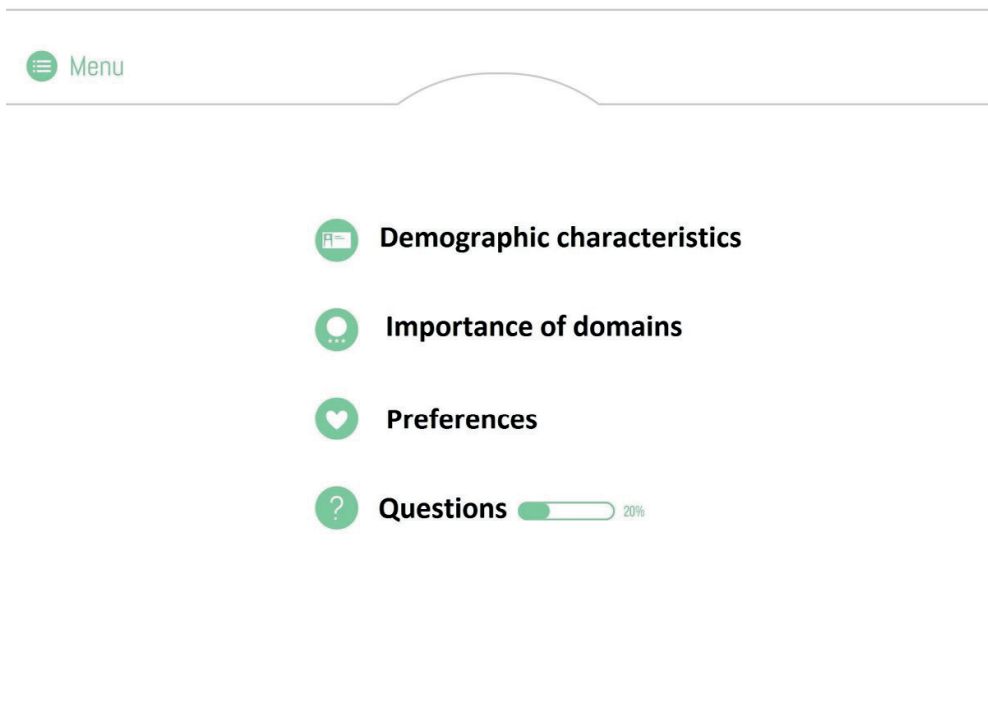 Menu
Demographic characteristics
Importance of domains
Preferences
Questions 20%